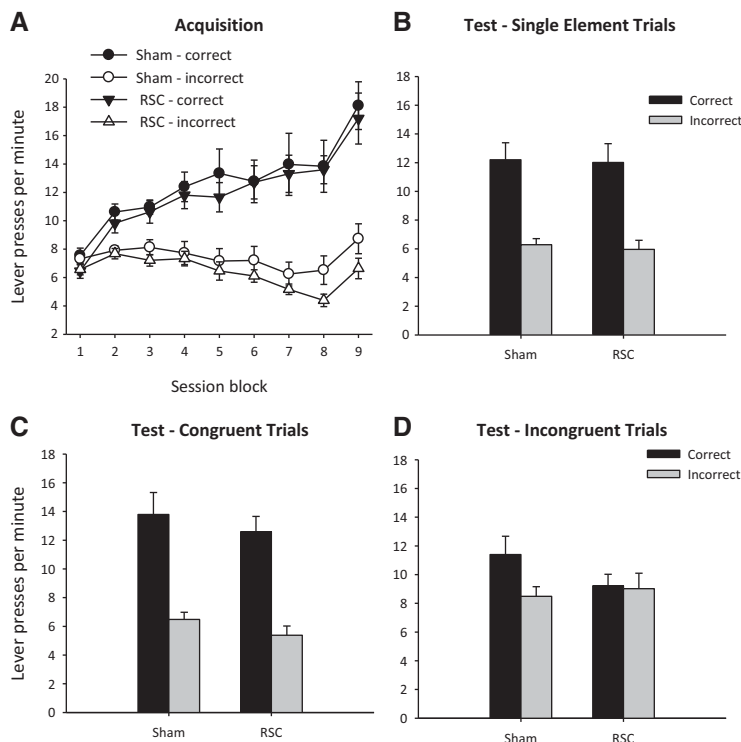 A
Acquisition
Sham - correct
Sham - incorrect
RSC - correct
RSC - incorrect
Lever presses per minute
20
18
16
14
12
10
8
6
4
2
1 2 3 4 5 6 7 8 9
Session block
B
Test - Single Element Trials
Correct
Incorrect
18
16
14
12
10
8
6
4
2
0
Sham RSC
C
Test - Congruent Trials
Lever presses per minute
18
16
14
12
10
8
6
4
2
0
Sham RSC
D
Test - Incongruent Trials
Correct
Incorrect
18
16
14
12
10
8
6
4
2
0
Sham RSC